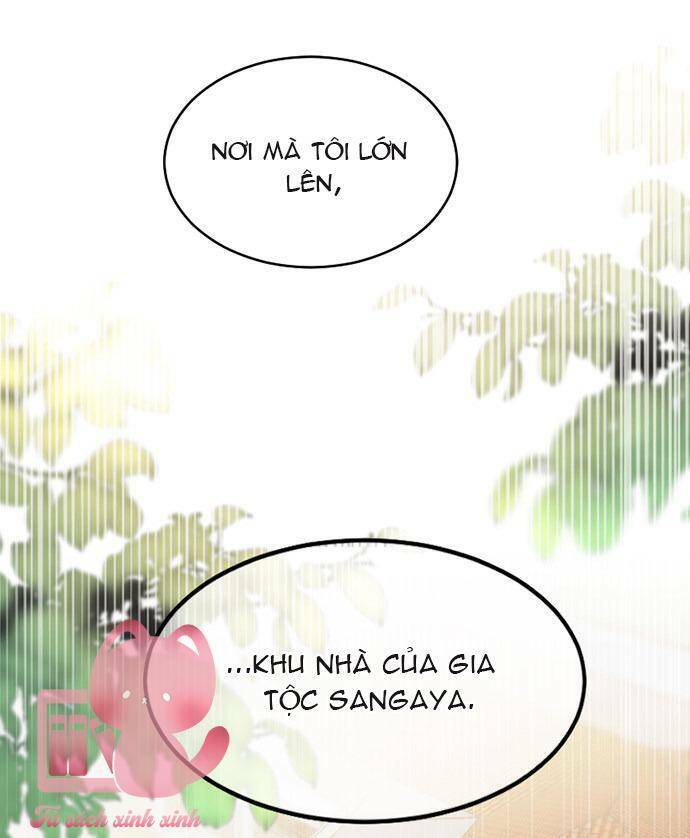 NƠI MÀ TÔI LỚN
LÊN,
...KHU NHÀ CỦA GIA
TỘC SANGAYA.
Tủ sách xinh xinh